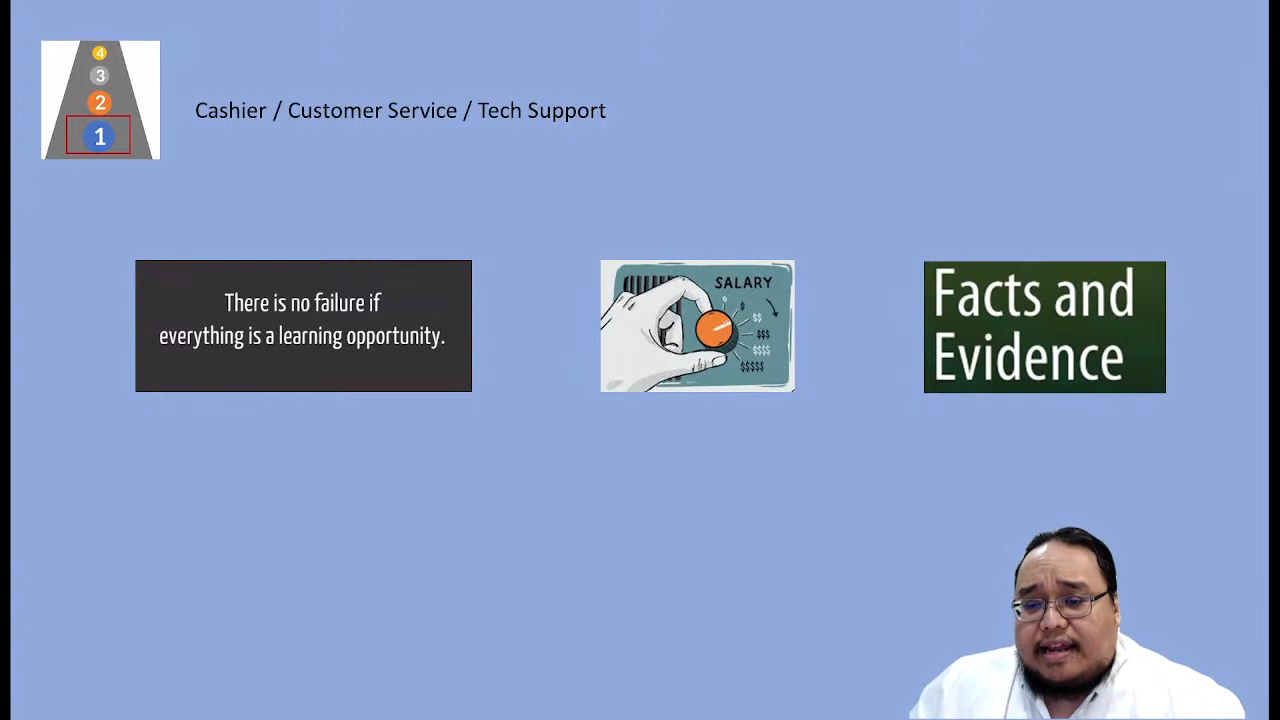 4
3
2
1
Cashier / Customer Service / Tech Support
There is no failure if
everything is a learning opportunity.
SALARY
0
$
$$
$$$
$$$$
$$$$$
Facts and
Evidence